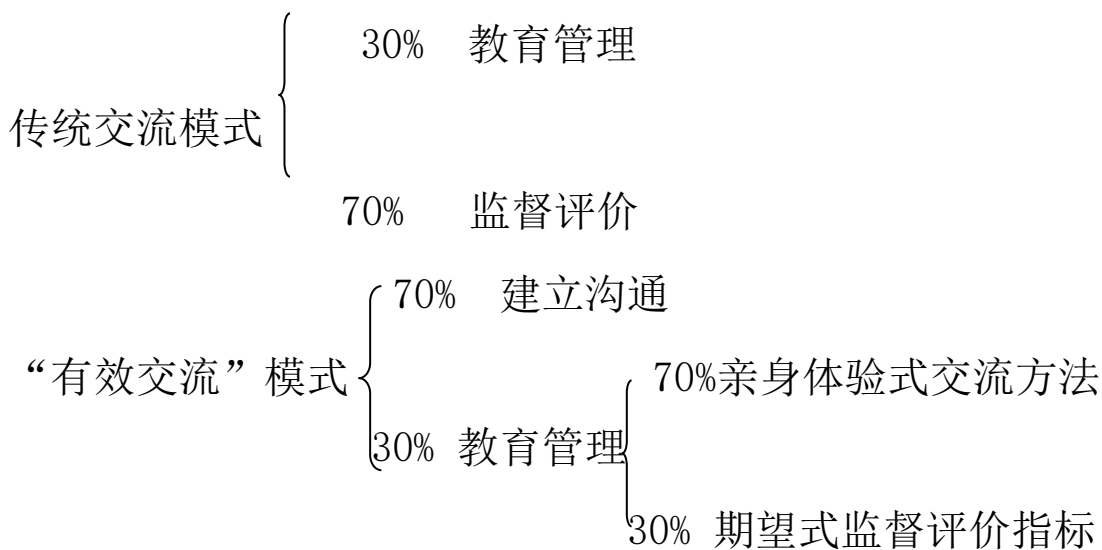 30% 教育管理
传统交流模式
70% 监督评价
70% 建立沟通
“有效交流”模式
70%亲身体验式交流方法
30% 教育管理
30% 期望式监督评价指标